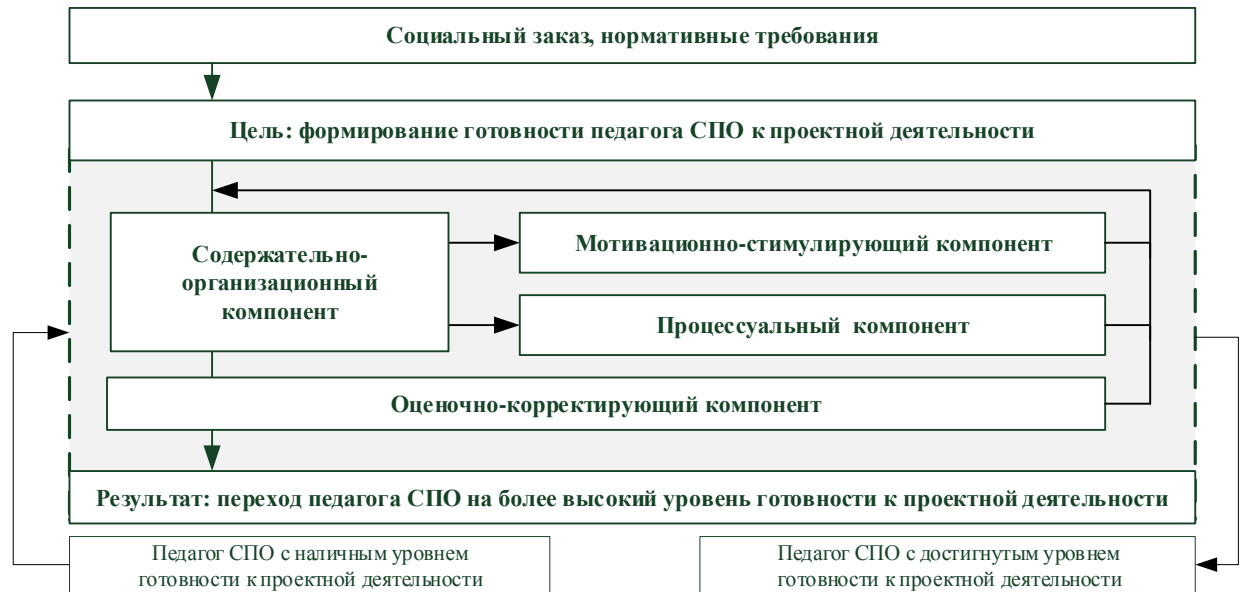 Социальный заказ, нормативные требования
Цель: формирование готовности педагога СПО к проектной деятельности
Содержательно-
организационный
компонент
Мотивационно-стимулирующий компонент
Процессуальный компонент
Оценочно-корректирующий компонент
Результат: переход педагога СПО на более высокий уровень готовности к проектной деятельности
Педагог СПО с наличным уровнем
готовности к проектной деятельности
Педагог СПО с достигнутым уровнем
готовности к проектной деятельности